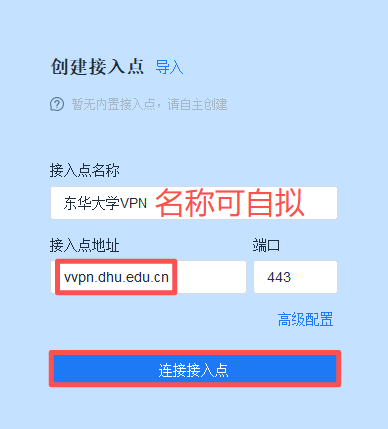 创建接入点 导入
暂无内置接入点，请自主创建
接入点名称
东华大学VPN 名称可自拟
接入点地址 端口
vvpn.dhu.edu.cn 443
高级配置
连接接入点